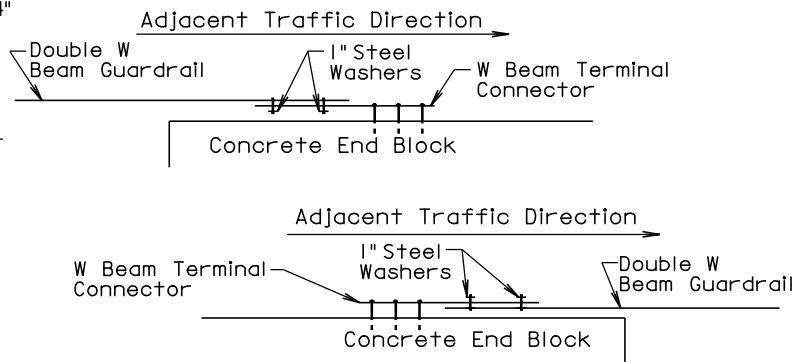 4"
Adjacent Traffic Direction
Double W
Beam Guardrail
1" Steel
Washers
W Beam Terminal
Connector
Concrete End Block
Adjacent Traffic Direction
1" Steel
Washers
W Beam Terminal
Connector
Double W
Beam Guardrail
Concrete End Block